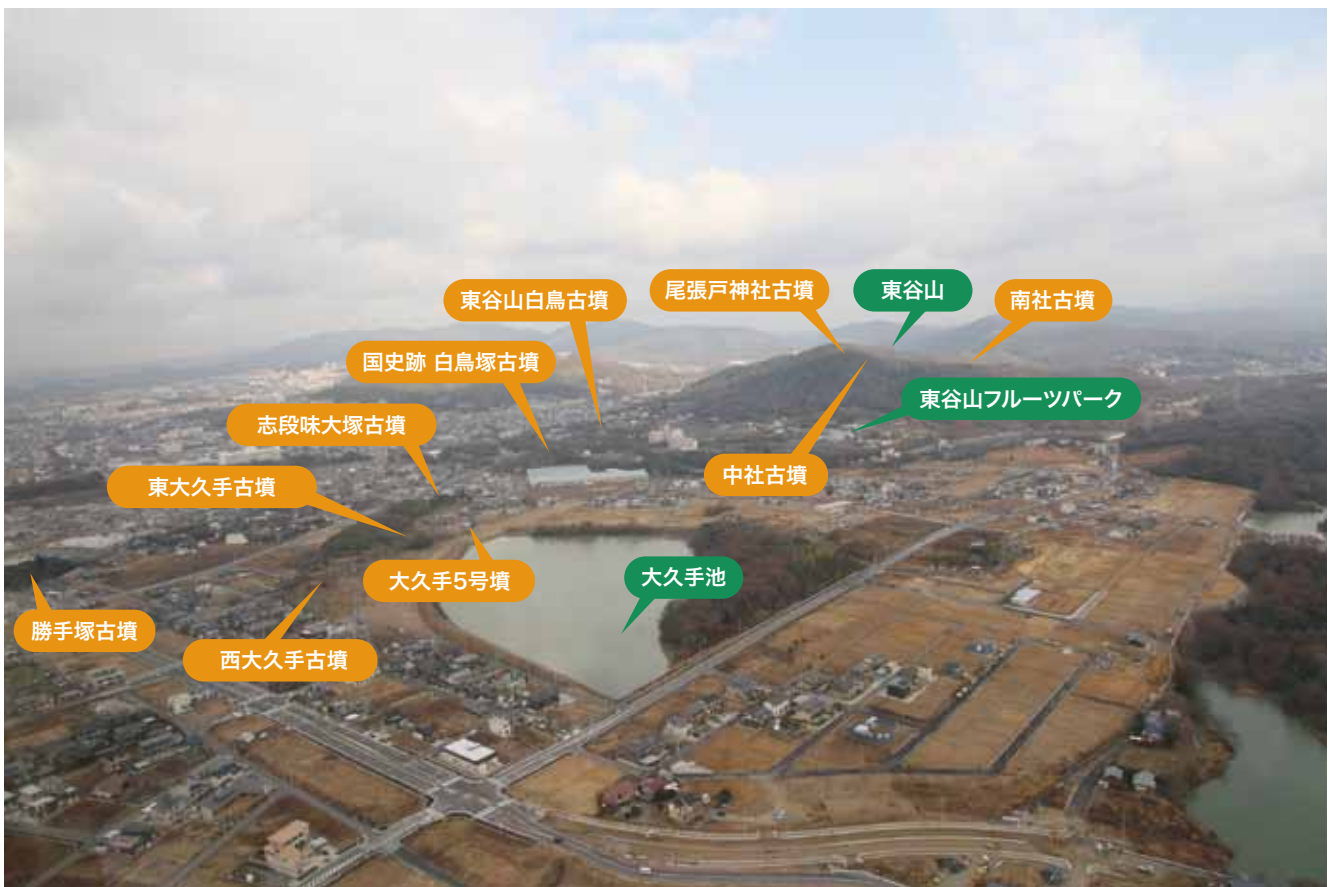 尾張戸神社古墳
東谷山
東谷山白鳥古墳
南社古墳
国史跡 白鳥塚古墳
東谷山フルーツパーク
志段味大塚古墳
中社古墳
東大久手古墳
大久手5号墳
大久手池
勝手塚古墳
西大久手古墳